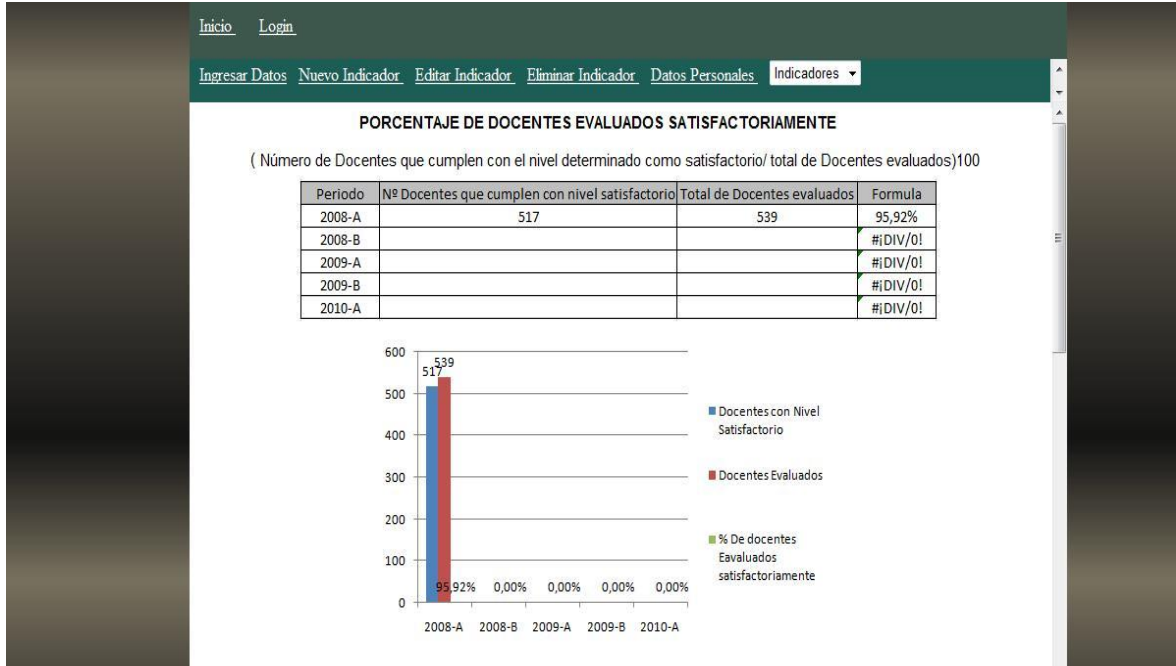 Inicio Login
Ingresar Datos Nuevo Indicador Editar Indicador Eliminar Indicador Datos Personales Indicadores
PORCENTAJE DE DOCENTES EVALUADOS SATISFACTORIAMENTE
( Número de Docentes que cumplen con el nivel determinado como satisfactorio/ total de Docentes evaluados)100
Periodo Nº Docentes que cumplen con nivel satisfactorio Total de Docentes evaluados Formula
2008-A 517 539 95,92%
2008-B #¡DIV/0!
2009-A #¡DIV/0!
2009-B #¡DIV/0!
2010-A #¡DIV/0!
600
539
517
500
400
300
200
100
0
95,92% 0,00% 0,00% 0,00% 0,00%
2008-A 2008-B 2009-A 2009-B 2010-A
Docentes con Nivel
Satisfactorio
Docentes Evaluados
% De docentes
Eavaluados
satisfactoriamente